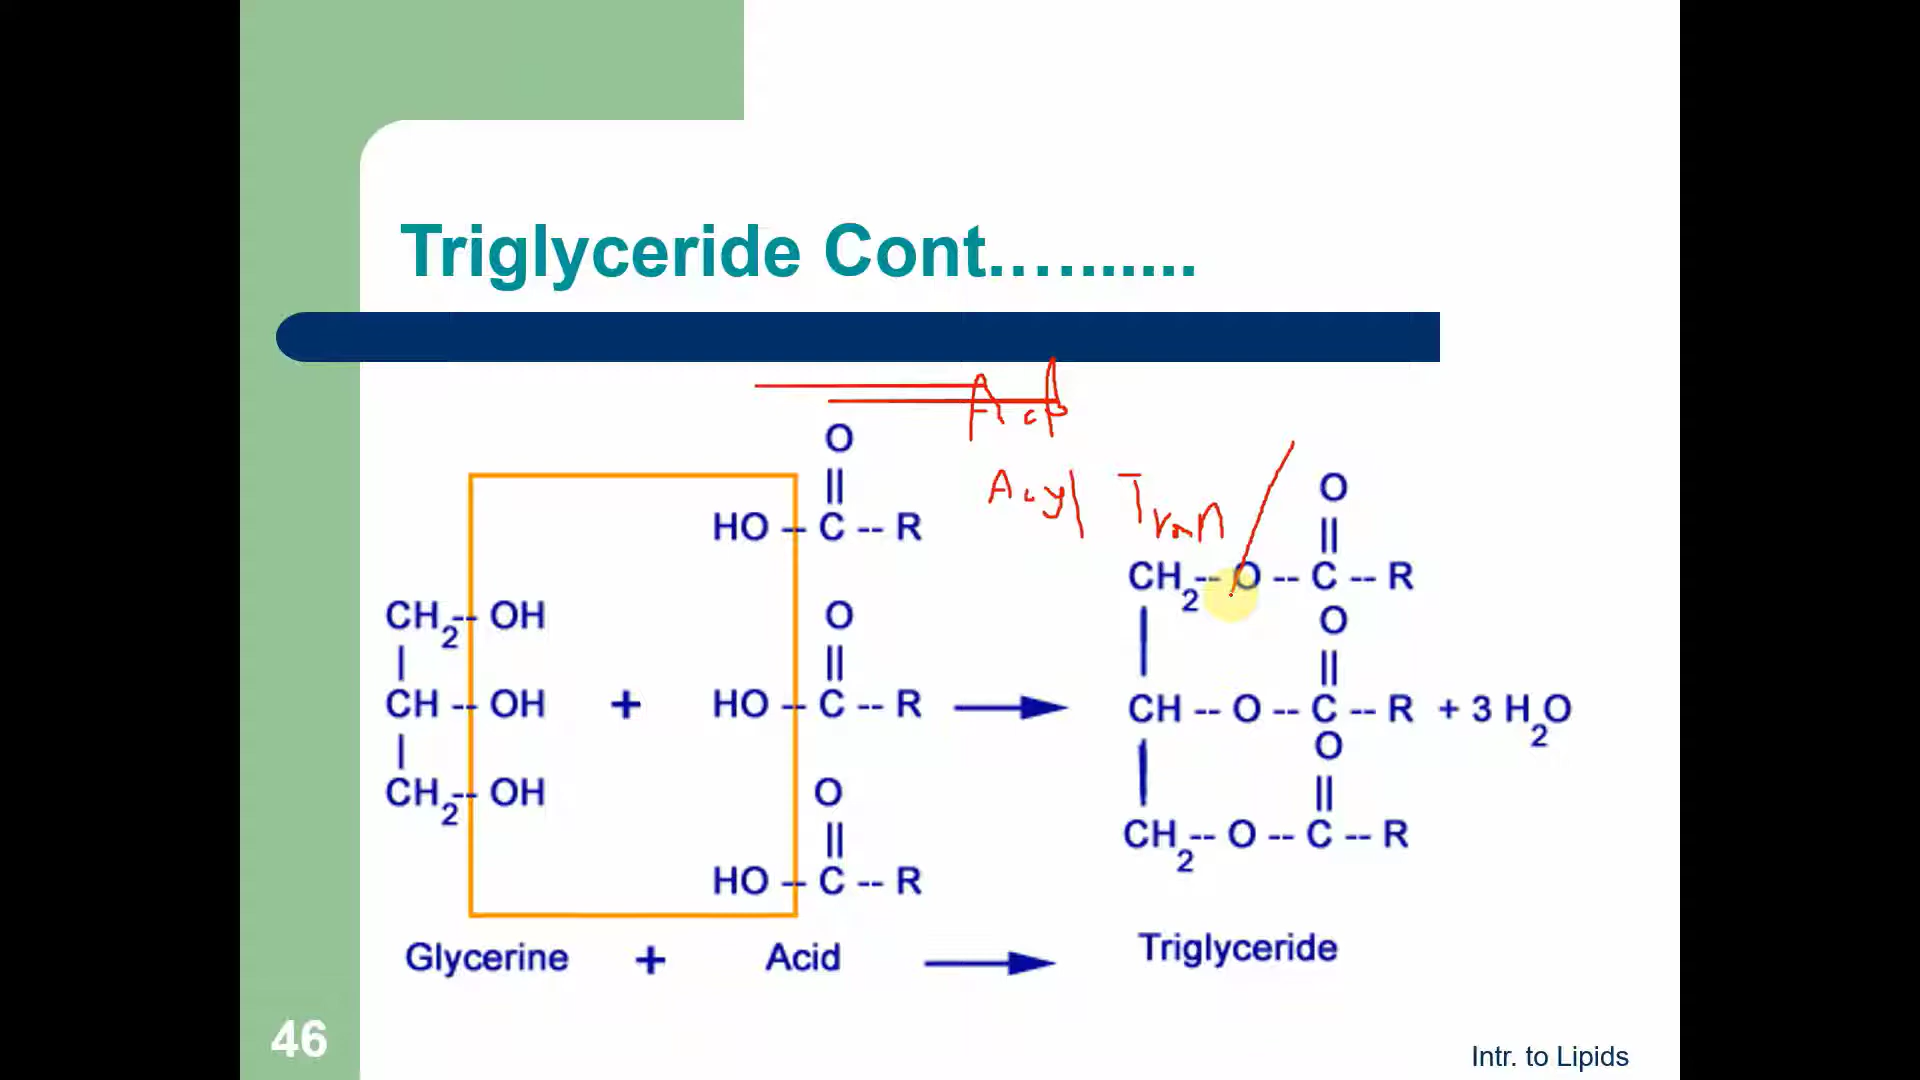 Triglyceride Cont..........
Acp
Acyl Tran
O
||
HO -- C -- R
CH2 -- OH
|
CH -- OH
|
CH2 -- OH
+
O
||
HO -- C -- R
O
||
HO -- C -- R
O
||
CH2 -- O -- C -- R
|
O
||
CH -- O -- C -- R + 3 H2O
|
O
||
CH2 -- O -- C -- R
Glycerine + Acid Triglyceride
46
Intr. to Lipids